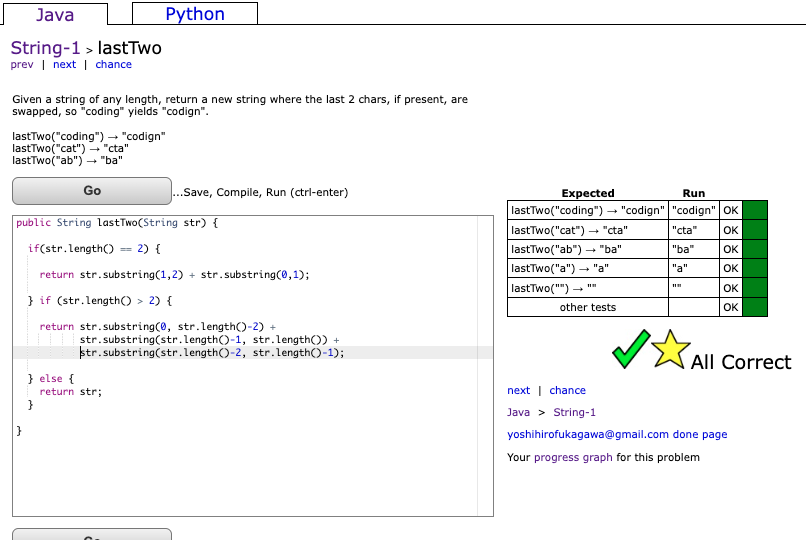 Java
Python
String-1 > lastTwo
prev | next | chance
Given a string of any length, return a new string where the last 2 chars, if present, are
swapped, so "coding" yields "codign".
lastTwo("coding") → "codign"
lastTwo("cat") → "cta"
lastTwo("ab") → "ba"
Go
...Save, Compile, Run (ctrl-enter)
public String lastTwo(String str) {
if(str.length() == 2) {
return str.substring(1,2) + str.substring(0,1);
} if (str.length() > 2) {
return str.substring(0, str.length()-2) +
str.substring(str.length()-1, str.length()) +
str.substring(str.length()-2, str.length()-1);
} else {
return str;
}
}
Expected Run
lastTwo("coding") → "codign" "codign" OK
lastTwo("cat") → "cta" "cta" OK
lastTwo("ab") → "ba" "ba" OK
lastTwo("a") → "a" "a" OK
lastTwo("") → "" "" OK
other tests OK
All Correct
next | chance
Java > String-1
yoshihirofukagawa@gmail.com done page
Your progress graph for this problem